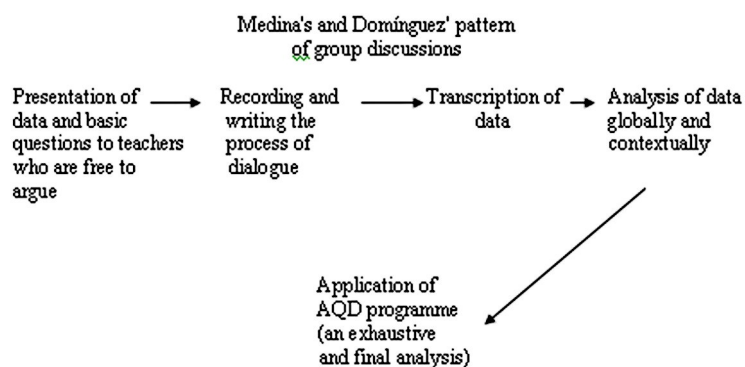 Medina's and Domínguez' pattern
of group discussions
Presentation of
data and basic
questions to teachers
who are free to
argue
Recording and
writing the
process of
dialogue
Transcription of
data
Analysis of data
globally and
contextually
Application of
AQD programme
(an exhaustive
and final analysis)